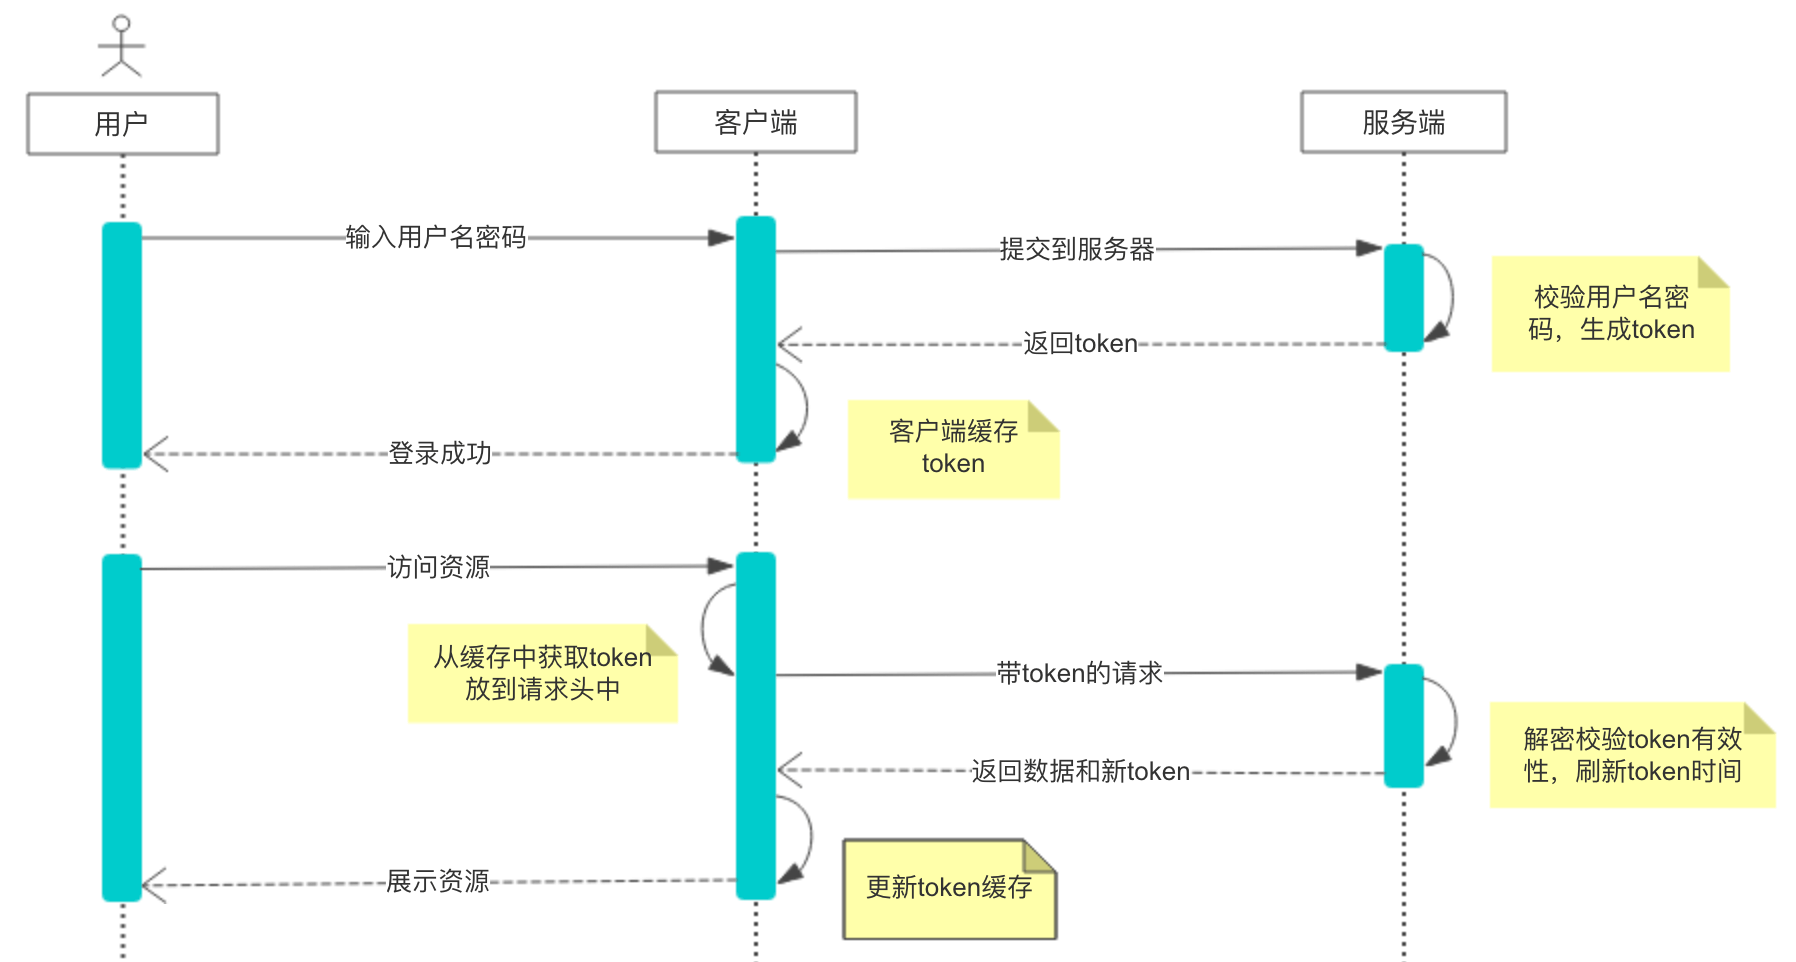 用户
客户端
服务端
输入用户名密码
提交到服务器
校验用户名密
码，生成token
返回token
客户端缓存
token
登录成功
访问资源
从缓存中获取token
放到请求头中
带token的请求
解密校验token有效
性，刷新token时间
返回数据和新token
更新token缓存
展示资源